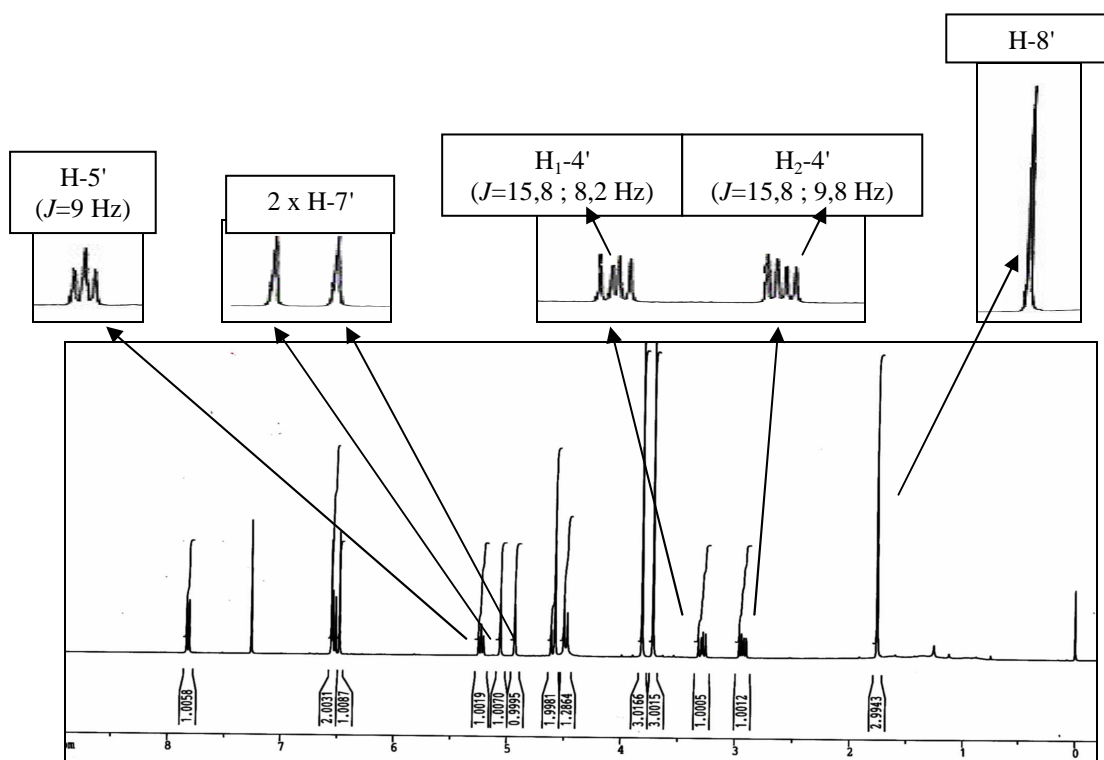 H-8'
H-5'
(J=9 Hz)
2 x H-7'
H₁-4'
(J=15,8 ; 8,2 Hz)
H₂-4'
(J=15,8 ; 9,8 Hz)
1.0058
2.0031
1.0087
1.0019
1.0070
0.9995
1.9981
1.2864
3.0166
3.0015
1.0005
1.0012
2.9943
om 8 7 6 5 4 3 2 1 0